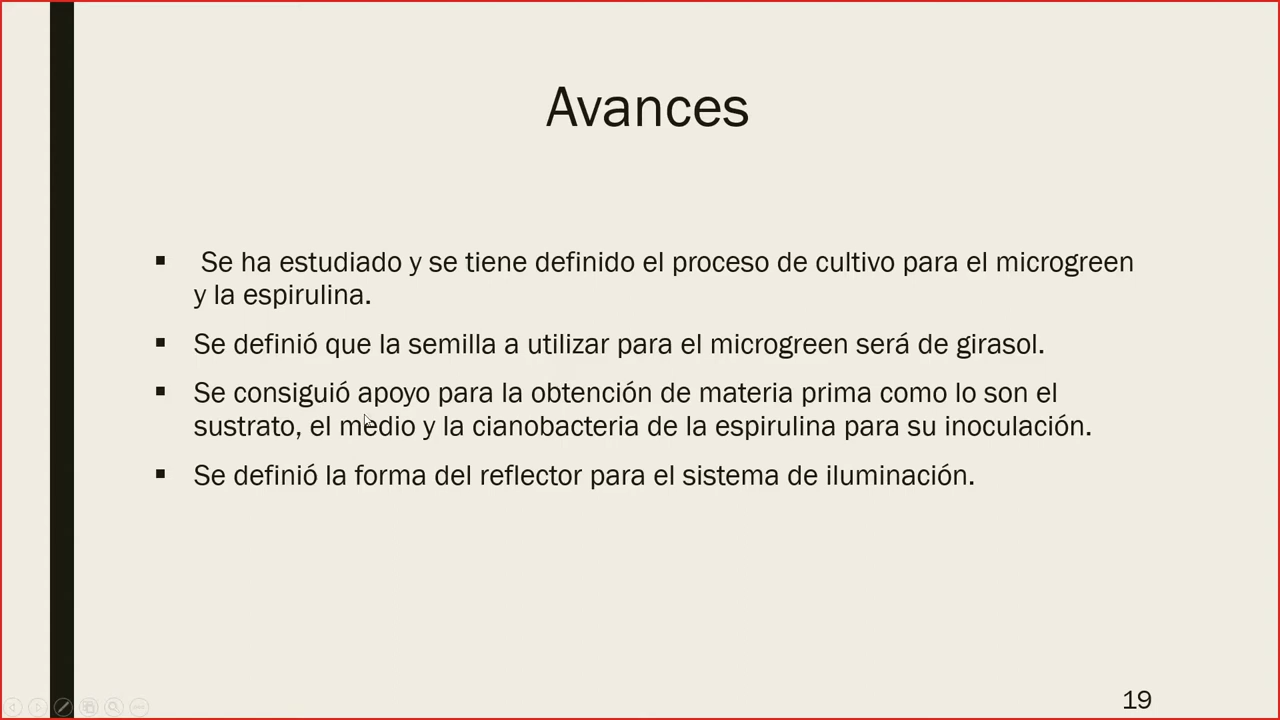 Avances
▪ Se ha estudiado y se tiene definido el proceso de cultivo para el microgreen
y la espirulina.
▪ Se definió que la semilla a utilizar para el microgreen será de girasol.
▪ Se consiguió apoyo para la obtención de materia prima como lo son el
sustrato, el medio y la cianobacteria de la espirulina para su inoculación.
▪ Se definió la forma del reflector para el sistema de iluminación.
19